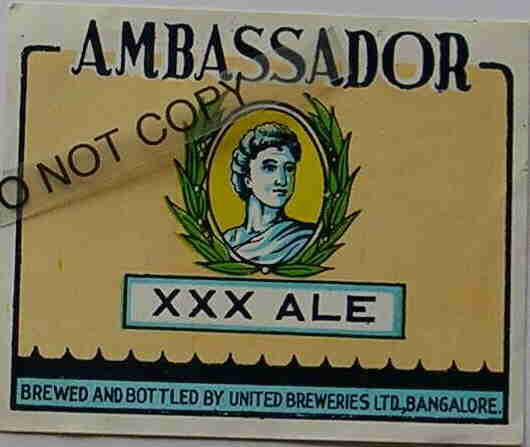 AMBASSADOR
O NOT COPY
XXX ALE
BREWED AND BOTTLED BY UNITED BREWERIES LTD., BANGALORE.